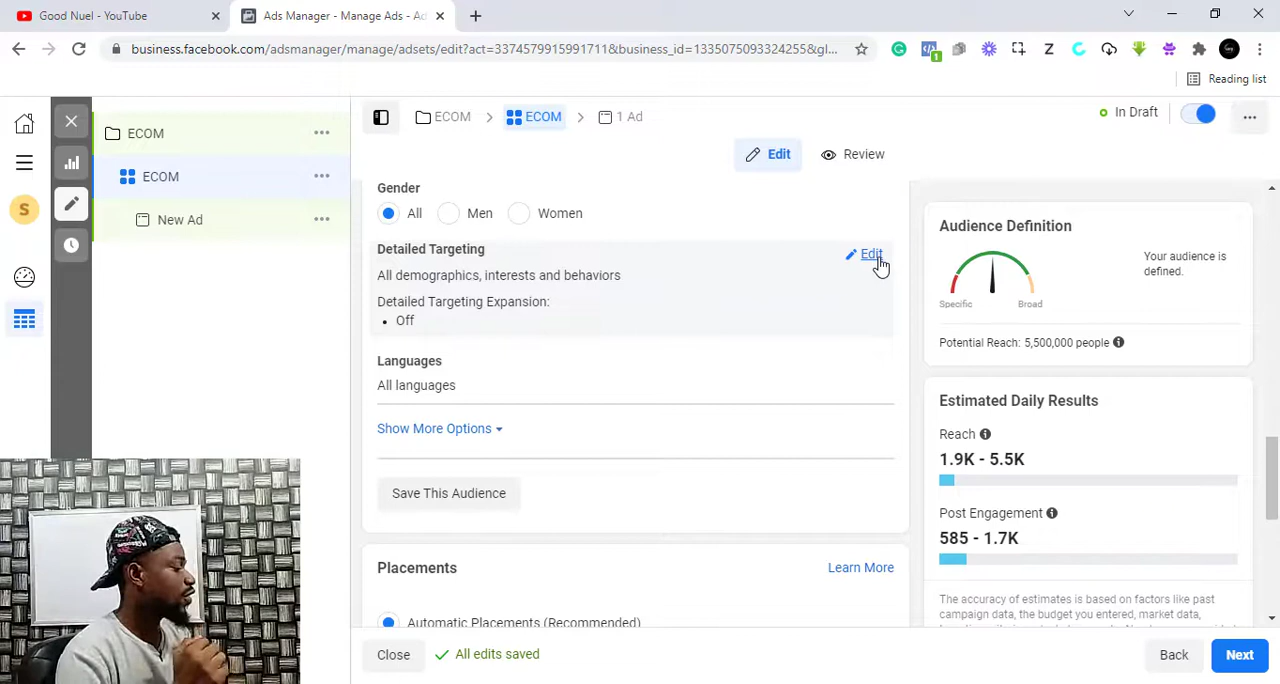 Good Nuel - YouTube
Ads Manager - Manage Ads - Ad
business.facebook.com/adsmanager/manage/adsets/edit?act=3374579915991711&business_id=1335075093324255&gl...
1
Z
Reading list
ECOM
ECOM
New Ad
S
ECOM > ECOM > 1 Ad
In Draft
Edit
Review
Gender
All Men Women
Detailed Targeting
Edit
All demographics, interests and behaviors
Detailed Targeting Expansion:
• Off
Languages
All languages
Show More Options
Save This Audience
Placements
Learn More
Automatic Placements (Recommended)
Audience Definition
Your audience is
defined.
Specific
Broad
Potential Reach: 5,500,000 people
Estimated Daily Results
Reach
1.9K - 5.5K
Post Engagement
585 - 1.7K
The accuracy of estimates is based on factors like past
campaign data, the budget you entered, market data,
Close
All edits saved
Back
Next